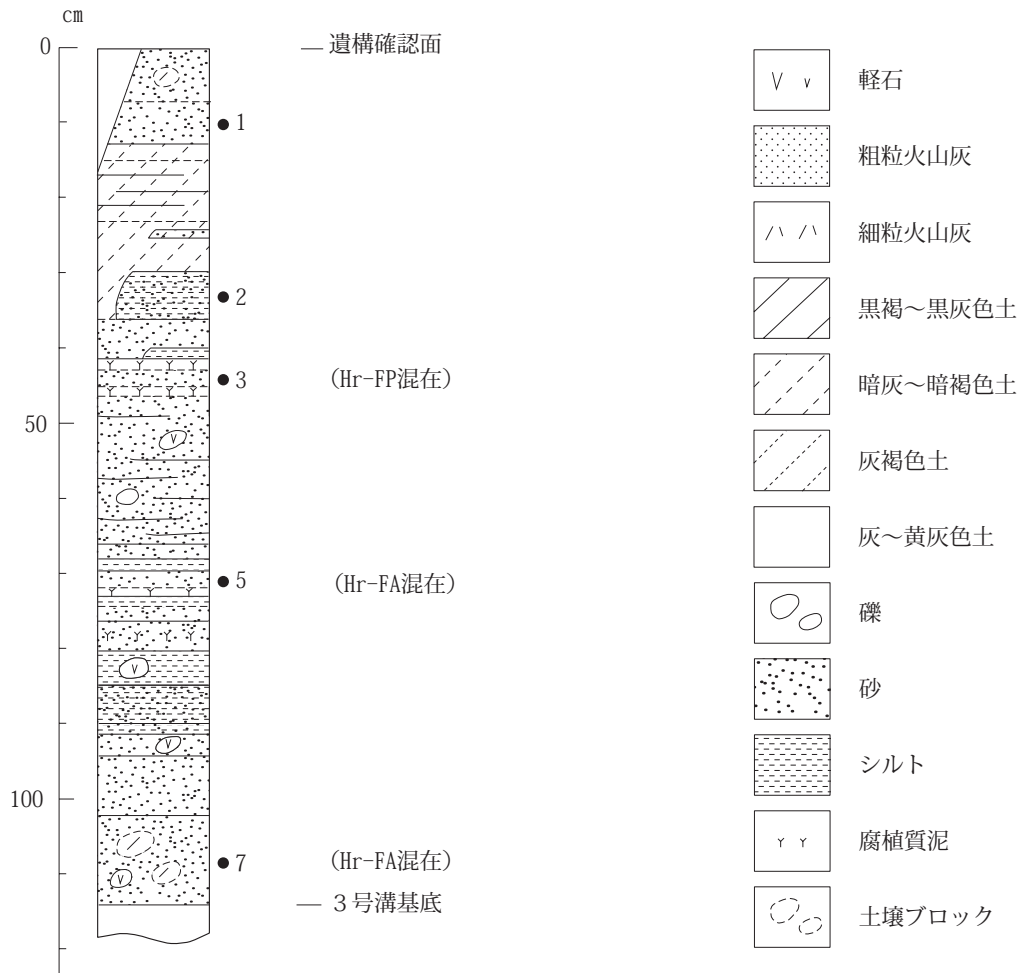 cm
0
遺構確認面
1
2
3
(Hr-FP混在)
50
5
(Hr-FA混在)
100
7
(Hr-FA混在)
３号溝基底
軽石
粗粒火山灰
細粒火山灰
黒褐～黒灰色土
暗灰～暗褐色土
灰褐色土
灰～黄灰色土
礫
砂
シルト
腐植質泥
土壌ブロック